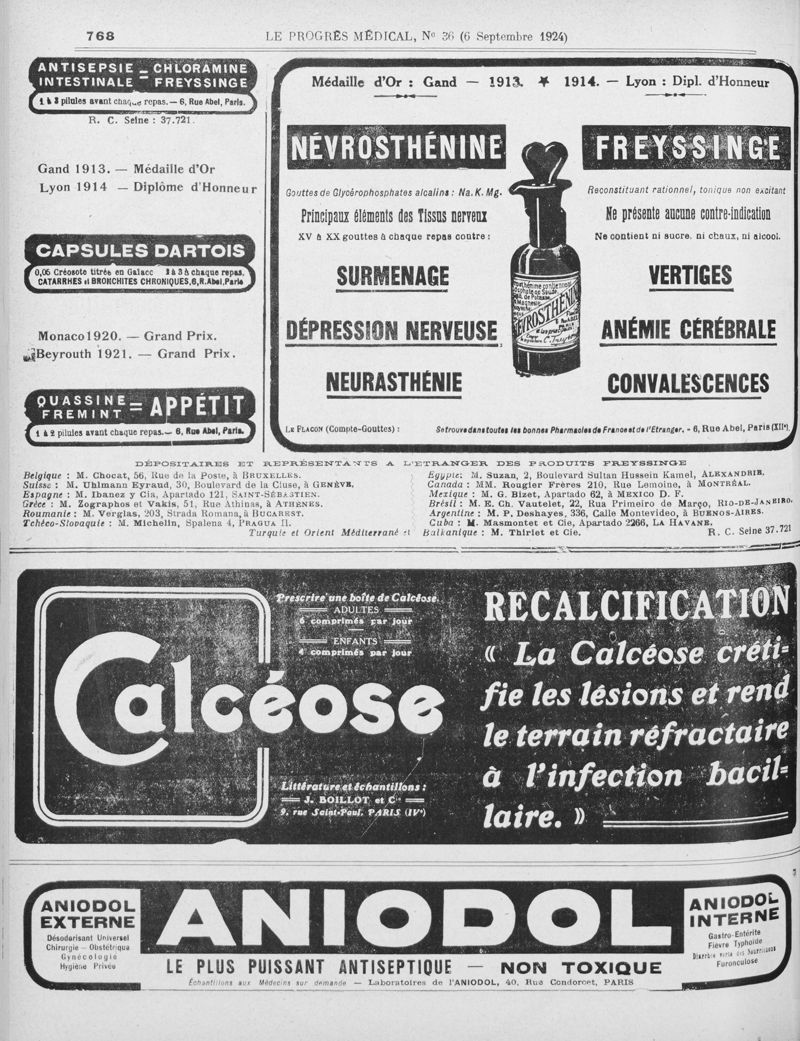 768 LE PROGRÈS MÉDICAL, Nº 36 (6 Septembre 1924)
ANTISEPSIE = CHLORAMINE
INTESTINALE = FREYSSINGE
1 à 3 pilules avant chaque repas. — 6, Rue Abel, Paris.
R. C. Seine : 37.721.
Gand 1913. — Médaille d'Or
Lyon 1914 — Diplôme d'Honneur
CAPSULES DARTOIS
0,05 Créosote titrée en Gaïacol 2 à 3 à chaque repas.
CATARRHES et BRONCHITES CHRONIQUES, 6, R. Abel, Paris
Monaco 1920. — Grand Prix.
Beyrouth 1921. — Grand Prix.
QUASSINE
FREMINT = APPÉTIT
1 à 2 pilules avant chaque repas. — 6, Rue Abel, Paris.
Médaille d'Or : Gand — 1913. ★ 1914. — Lyon : Dipl. d'Honneur
NÉVROSTHÉNINE FREYSSINGE
Gouttes de Glycérophosphates alcalins : Na. K. Mg.
Principaux éléments des Tissus nerveux
XV à XX gouttes à chaque repas contre :
SURMENAGE
DÉPRESSION NERVEUSE
NEURASTHÉNIE
NÉVROSTHÉNINE
Reconstituant rationnel, tonique non excitant
Ne présente aucune contre-indication
Ne contient ni sucre, ni chaux, ni alcool.
VERTIGES
ANÉMIE CÉRÉBRALE
CONVALESCENCES
LE FLACON (Compte-Gouttes) : Se trouve dans toutes les bonnes Pharmacies de France et de l'Etranger. - 6, Rue Abel, Paris (XIIe).
DÉPOSITAIRES ET REPRÉSENTANTS A L'ETRANGER DES PRODUITS FREYSSINGE
Belgique : M. Chocat, 56, Rue de la Poste, à BRUXELLES.
Suisse : M. Uhlmann Eyraud, 30, Boulevard de la Cluse, à GENÈVE.
Espagne : M. Ibanez y Cia, Apartado 121, SAINT-SÉBASTIEN.
Grèce : M. Zographos et Vakis, 51, Rue Athinas, à ATHÈNES.
Roumanie : M. Verglas, 203, Strada Romana, à BUCAREST.
Tchéco-Slovaquie : M. Michelin, Spalena 4, PRAGUA II.
Egypte : M. Suzan, 2, Boulevard Sultan Hussein Kamel, ALEXANDRIE.
Canada : MM. Rougier Frères 210, Rue Lemoine, à MONTRÉAL.
Mexique : M. G. Bizet, Apartado 62, à MEXICO D. F.
Brésil : M. E. Ch. Vautelet, 22, Rua Primeiro de Março, RIO-DE-JANEIRO.
Argentine : M. P. Deshayes, 336, Calle Montevideo, à BUENOS-AIRES.
Cuba : M. Masmontet et Cie, Apartado 2266, LA HAVANE.
Turquie et Orient Méditerrané et Balkanique : M. Thiriet et Cie.
R. C. Seine 37.721
Calcéose
Prescrire une boîte de Calcéose.
ADULTES
6 comprimés par jour
ENFANTS
4 comprimés par jour
Littérature et échantillons :
J. BOILLOT et Cie
9, rue Saint-Paul, PARIS (IVe)
RECALCIFICATION
« La Calcéose créti=
fie les lésions et rend
le terrain réfractaire
à l'infection bacil=
laire. »
ANIODOL
EXTERNE
Désodorisant Universel
Chirurgie - Obstétrique
Gynécologie
Hygiène Privée
ANIODOL
ANIODOL
INTERNE
Gastro-Entérite
Fièvre Typhoïde
Diarrhée verte des Nourrissons
Furonculose
LE PLUS PUISSANT ANTISEPTIQUE — NON TOXIQUE
Échantillons aux Médecins sur demande — Laboratoires de l'ANIODOL, 40, Rue Condorcet, PARIS